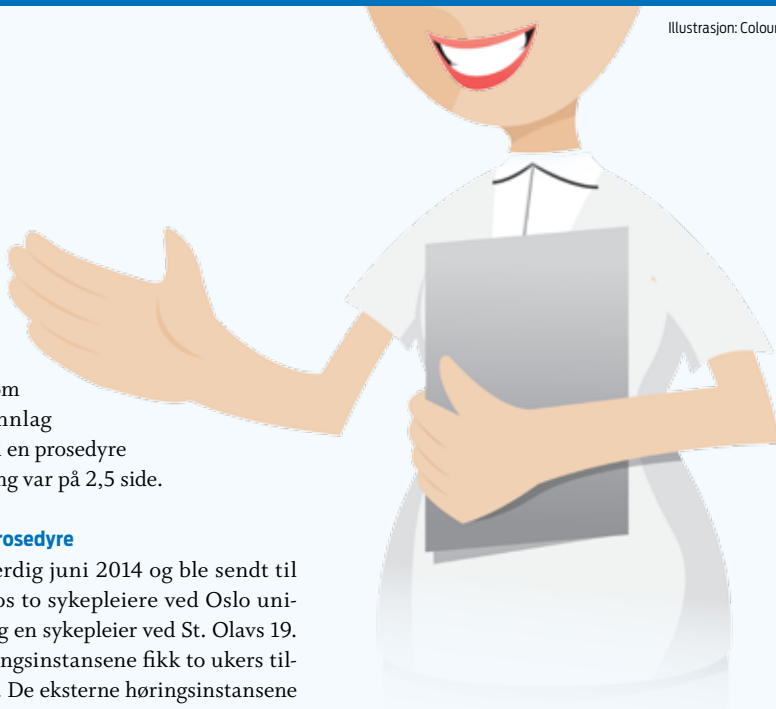 Illustrasjon: Colour
om
nnlag
en prosedyre
ng var på 2,5 side.
rosedyre
erdig juni 2014 og ble sendt til
os to sykepleiere ved Oslo uni-
g en sykepleier ved St. Olavs 19.
ngsinstansene fikk to ukers til-
. De eksterne høringsinstansene